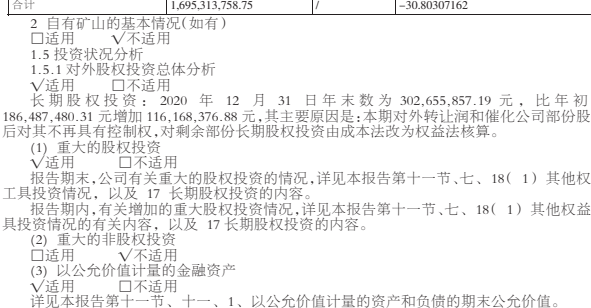 合计 1,695,313,758.75 / -30.80307162
2 自有矿山的基本情况(如有)
□适用 √不适用
1.5 投资状况分析
1.5.1 对外股权投资总体分析
√适用 □不适用
长期股权投资：2020 年 12 月 31 日年末数为 302,655,857.19 元，比年初
186,487,480.31 元增加 116,168,376.88 元,其主要原因是:本期对外转让润和催化公司部份股
后对其不再具有控制权,对剩余部份长期股权投资由成本法改为权益法核算。
(1) 重大的股权投资
√适用 □不适用
报告期末,公司有关重大的股权投资的情况,详见本报告第十一节、七、18( 1) 其他权
工具投资情况，以及 17 长期股权投资的内容。
报告期内,有关增加的重大股权投资情况,详见本报告第十一节、七、18( 1) 其他权益
具投资情况的有关内容，以及 17 长期股权投资的内容。
(2) 重大的非股权投资
□适用 √不适用
(3) 以公允价值计量的金融资产
√适用 □不适用
详见本报告第十一节、十一、1、以公允价值计量的资产和负债的期末公允价值。